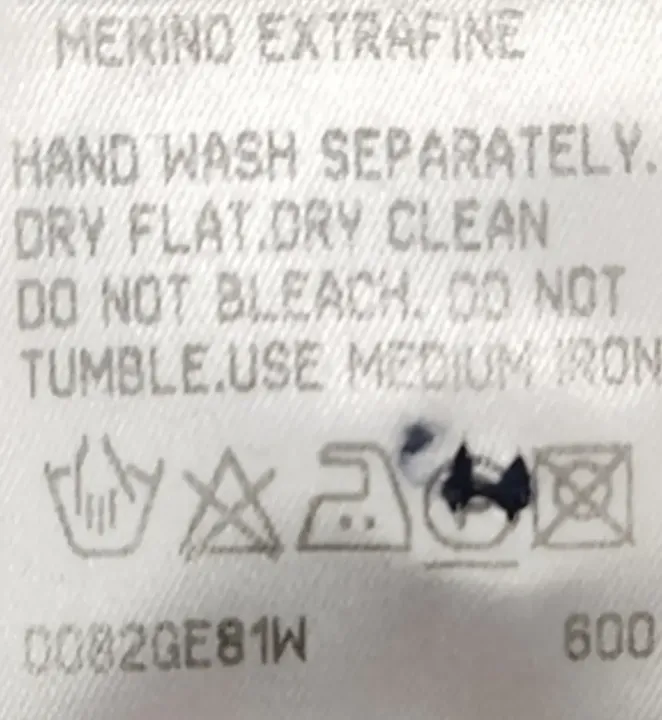 MERINO EXTRAFINE
HAND WASH SEPARATELY.
DRY FLAT.DRY CLEAN
DO NOT BLEACH. DO NOT
TUMBLE.USE MEDIUM IRON
0082GE81W 600